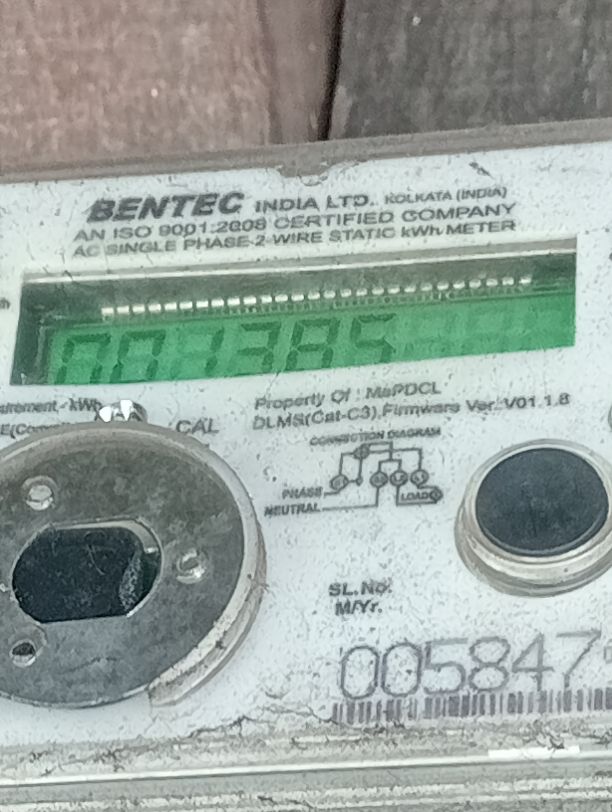 BENTEC INDIA LTD. KOLKATA (INDIA)
AN ISO 9001:2008 CERTIFIED COMPANY
AC SINGLE PHASE 2 WIRE STATIC kWh METER
001385
kWh
CAL
Property Of : MePDCL
DLMS(Cat-C3),Firmware Ver.:V01.1.8
CONNECTION DIAGRAM
PHASE
NEUTRAL
LOAD
SL.No.
M/Yr.
005847